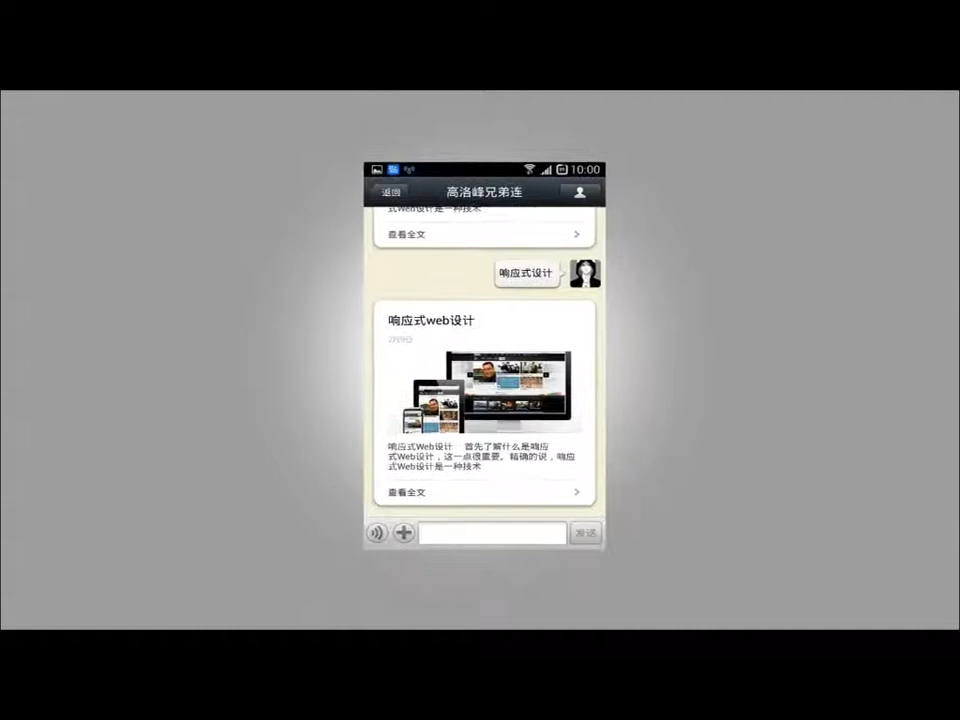 10:00
返回
高洛峰兄弟连
式Web设计是一种技术
查看全文
响应式设计
响应式web设计
2月9日
响应式Web设计 首先了解什么是响应
式Web设计，这一点很重要。精确的说，响应
式Web设计是一种技术
查看全文
发送